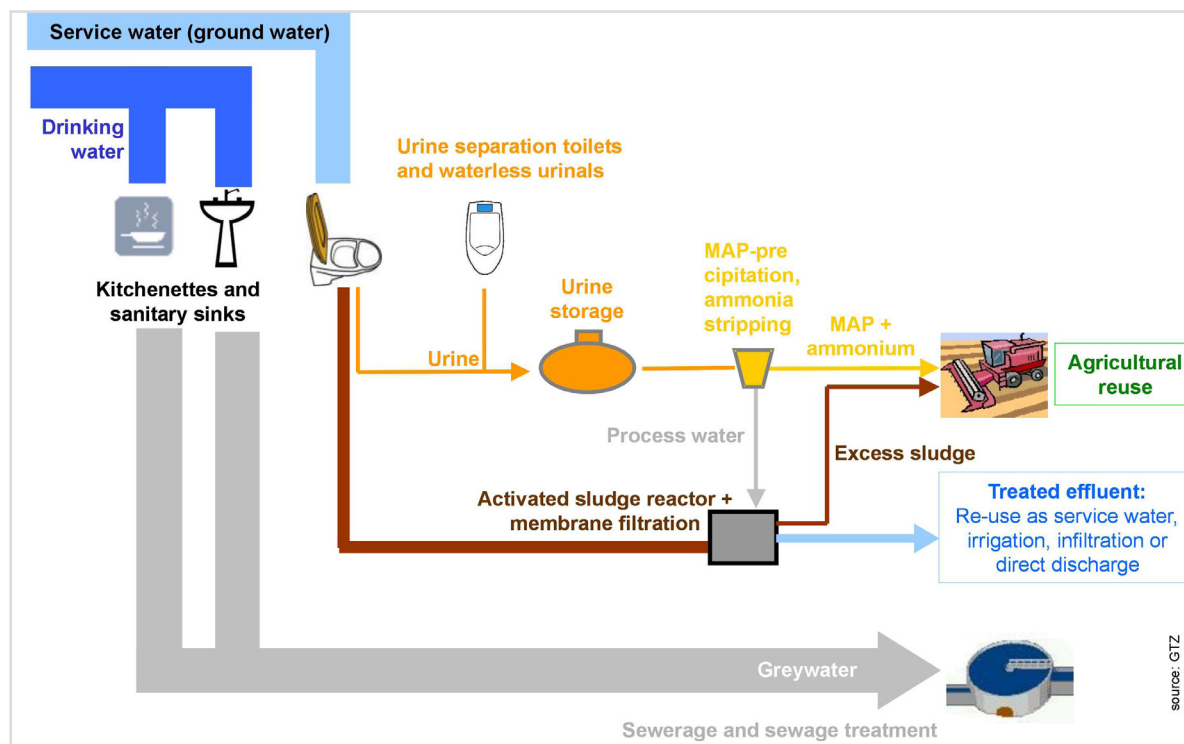 Service water (ground water)
Drinking
water
Urine separation toilets
and waterless urinals
Kitchenettes and
sanitary sinks
Urine
Urine
storage
MAP-pre
cipitation,
ammonia
stripping
MAP +
ammonium
Agricultural
reuse
Process water
Excess sludge
Activated sludge reactor +
membrane filtration
Treated effluent:
Re-use as service water,
irrigation, infiltration or
direct discharge
Greywater
Sewerage and sewage treatment
source: GTZ